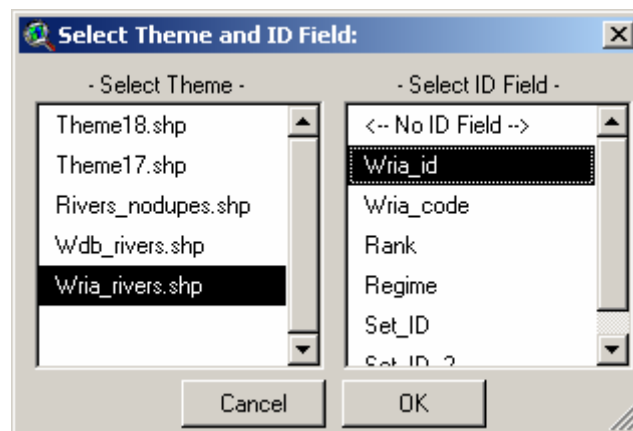 Select Theme and ID Field:
- Select Theme -
Theme18.shp
Theme17.shp
Rivers_nodupes.shp
Wdb_rivers.shp
Wria_rivers.shp
- Select ID Field -
<-- No ID Field -->
Wria_id
Wria_code
Rank
Regime
Set_ID
Set_ID_2
Cancel
OK